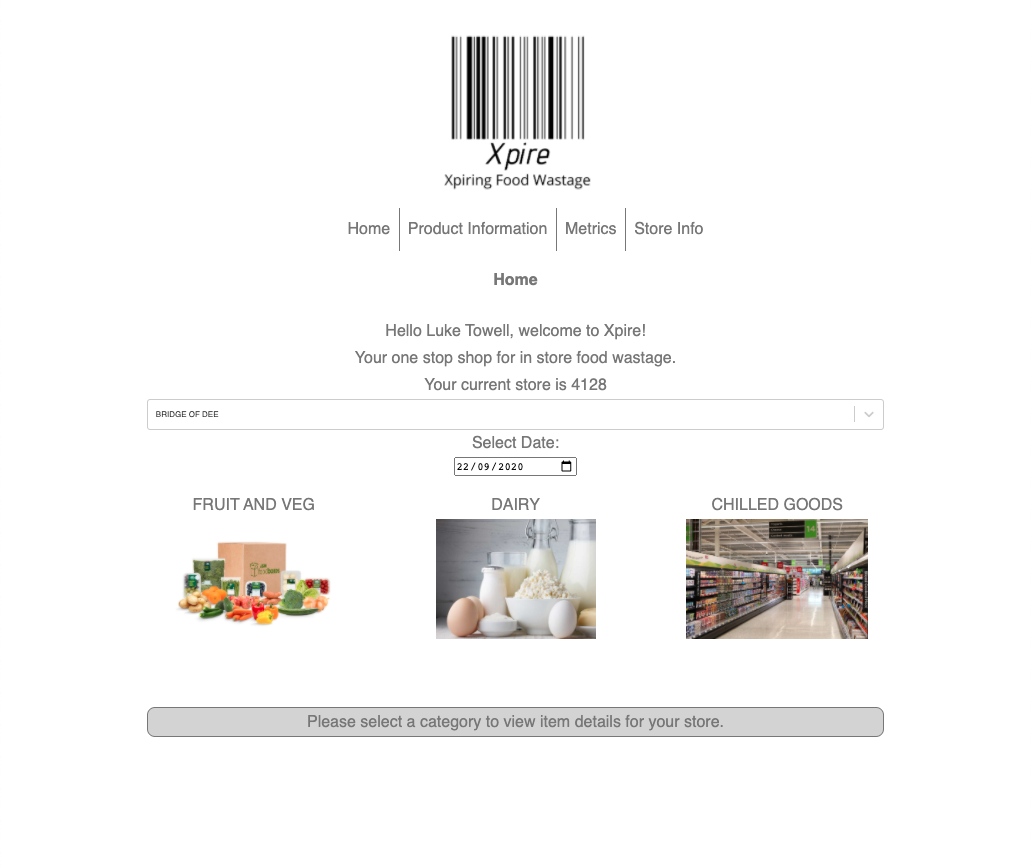 Xpire
Xpiring Food Wastage
Home
Product Information
Metrics
Store Info
Home
Hello Luke Towell, welcome to Xpire!
Your one stop shop for in store food wastage.
Your current store is 4128
BRIDGE OF DEE
Select Date:
22/09/2020
FRUIT AND VEG
DAIRY
CHILLED GOODS
14
Please select a category to view item details for your store.